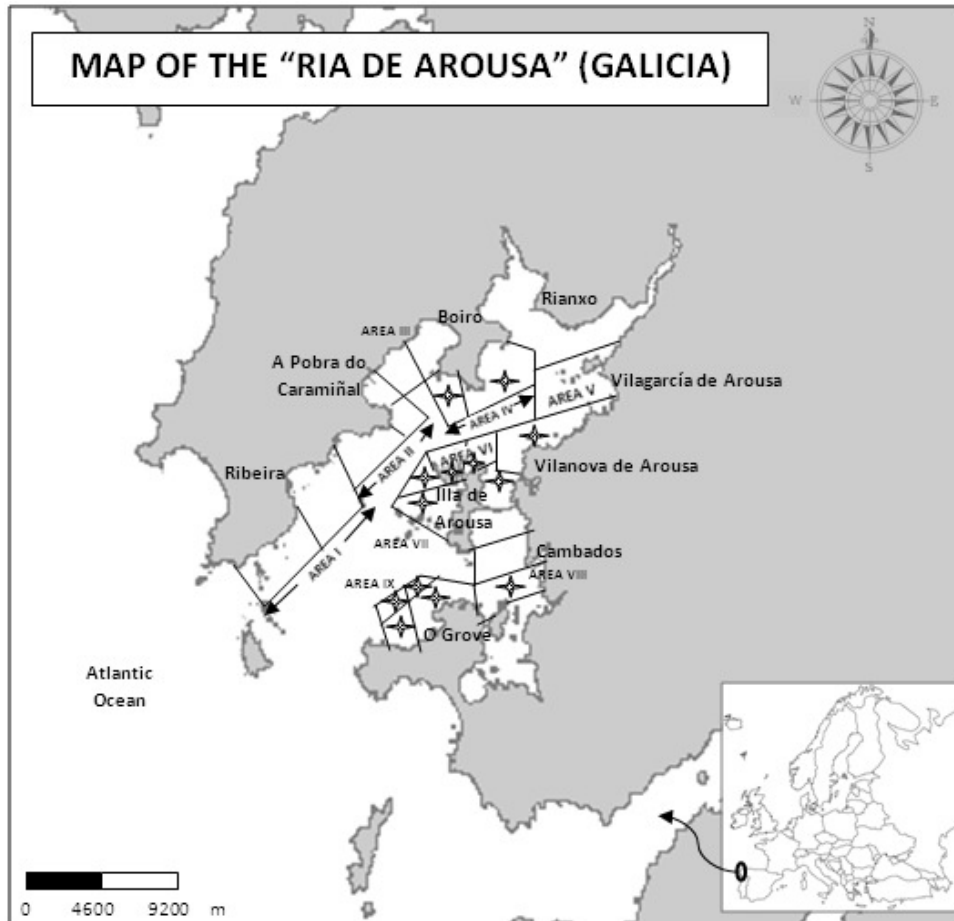 MAP OF THE “RIA DE AROUSA” (GALICIA)
N
W
E
S
Rianxo
Boiro
AREA III
A Pobra do
Caramiñal
Vilagarcía de Arousa
AREA V
AREA IV
AREA II
AREA VI
Ribeira
Vilanova de Arousa
Illa de
Arousa
AREA VII
AREA I
Cambados
AREA VIII
AREA IX
O Grove
Atlantic
Ocean
0 4600 9200 m